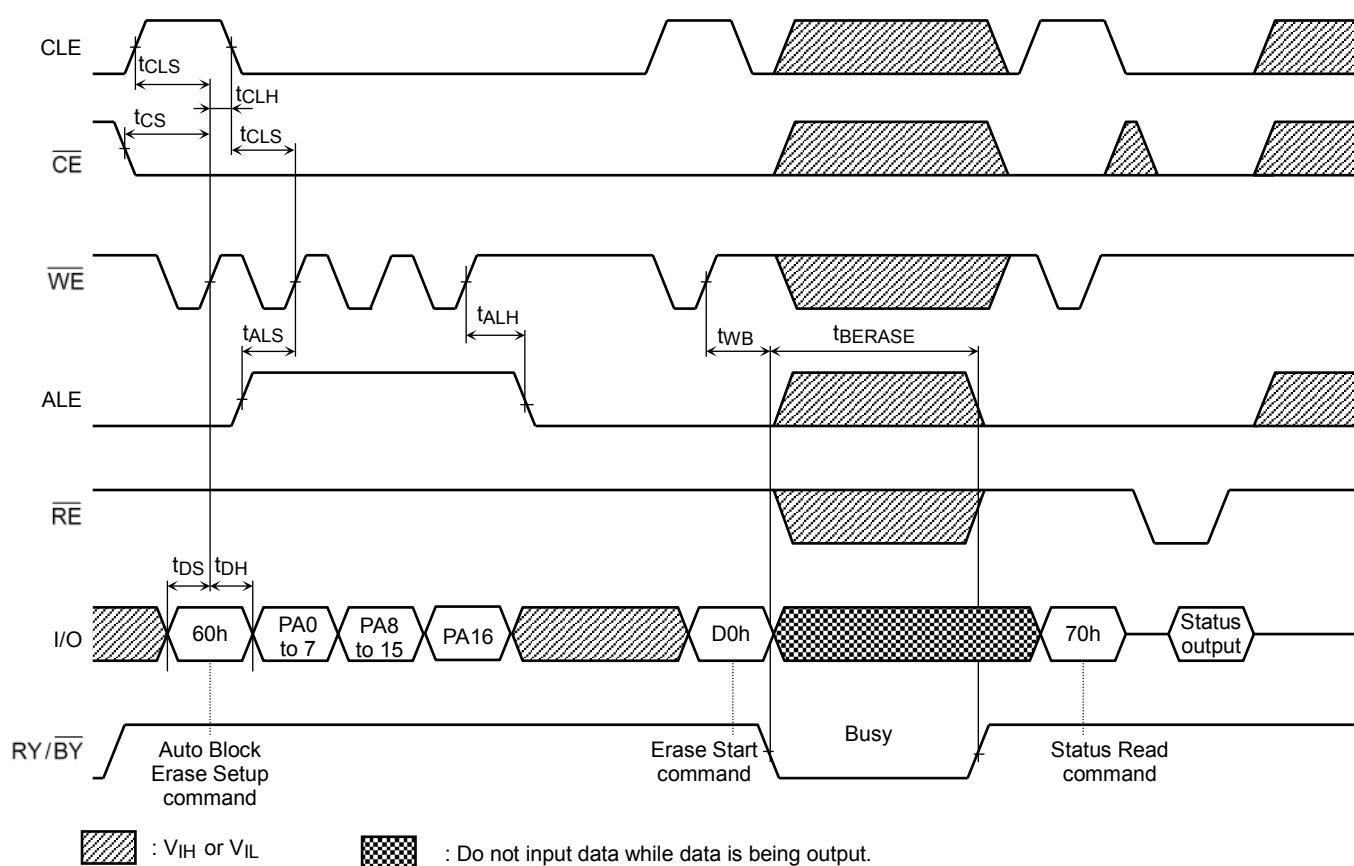 CLE
tCLS
tCLH
tCS
tCLS
CE
WE
tALS
tALH
tWB
tBERASE
ALE
RE
tDS
tDH
I/O
60h
PA0
to 7
PA8
to 15
PA16
D0h
70h
Status
output
RY/BY
Busy
Auto Block
Erase Setup
command
Erase Start
command
Status Read
command
: VIH or VIL
: Do not input data while data is being output.